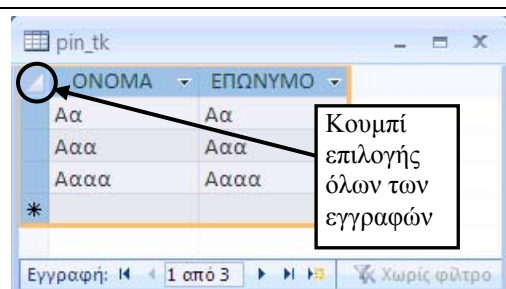 pin_tk
ΟΝΟΜΑ ΕΠΩΝΥΜΟ
Αα Αα
Ααα Ααα
Αααα Αααα
Κουμπί
επιλογής
όλων των
εγγραφών
Εγγραφή: 1 από 3 Χωρίς φίλτρο